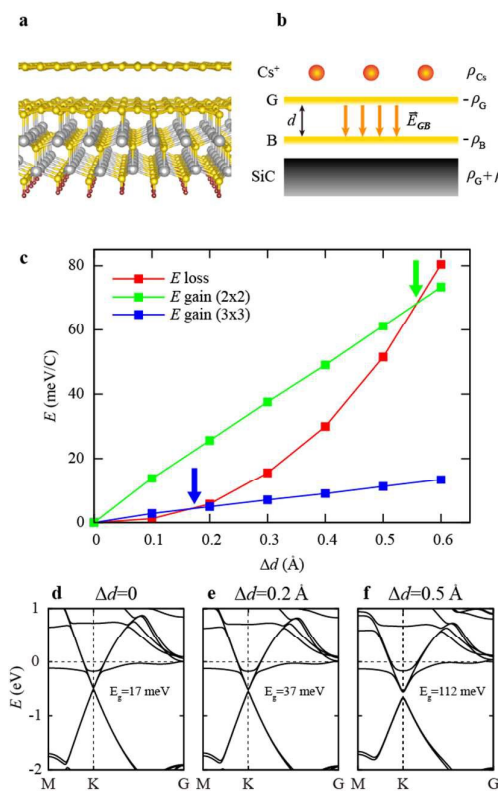 a
b
Cs⁺
ρCs
G
-ρG
d
E⃗GB
B
-ρB
SiC
ρG+
c
E loss
E gain (2x2)
E gain (3x3)
E (meV/C)
80
60
40
20
0
0 0.1 0.2 0.3 0.4 0.5 0.6
Δd (Å)
d Δd=0
e Δd=0.2 Å
f Δd=0.5 Å
E (eV)
1
0
-1
-2
Eg=17 meV
Eg=37 meV
Eg=112 meV
M K G
M K G
M K G